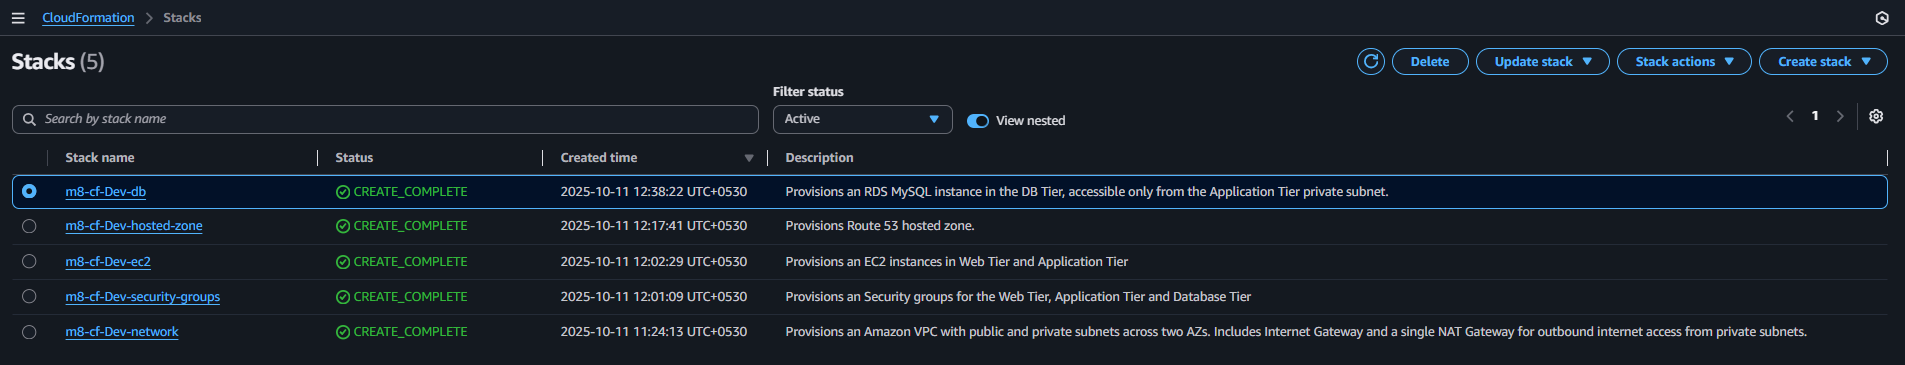 CloudFormation > Stacks
Stacks (5)
Delete Update stack Stack actions Create stack
Filter status
Search by stack name Active View nested 1
Stack name Status Created time Description
m8-cf-Dev-db CREATE_COMPLETE 2025-10-11 12:38:22 UTC+0530 Provisions an RDS MySQL instance in the DB Tier, accessible only from the Application Tier private subnet.
m8-cf-Dev-hosted-zone CREATE_COMPLETE 2025-10-11 12:17:41 UTC+0530 Provisions Route 53 hosted zone.
m8-cf-Dev-ec2 CREATE_COMPLETE 2025-10-11 12:02:29 UTC+0530 Provisions an EC2 instances in Web Tier and Application Tier
m8-cf-Dev-security-groups CREATE_COMPLETE 2025-10-11 12:01:09 UTC+0530 Provisions an Security groups for the Web Tier, Application Tier and Database Tier
m8-cf-Dev-network CREATE_COMPLETE 2025-10-11 11:24:13 UTC+0530 Provisions an Amazon VPC with public and private subnets across two AZs. Includes Internet Gateway and a single NAT Gateway for outbound internet access from private subnets.